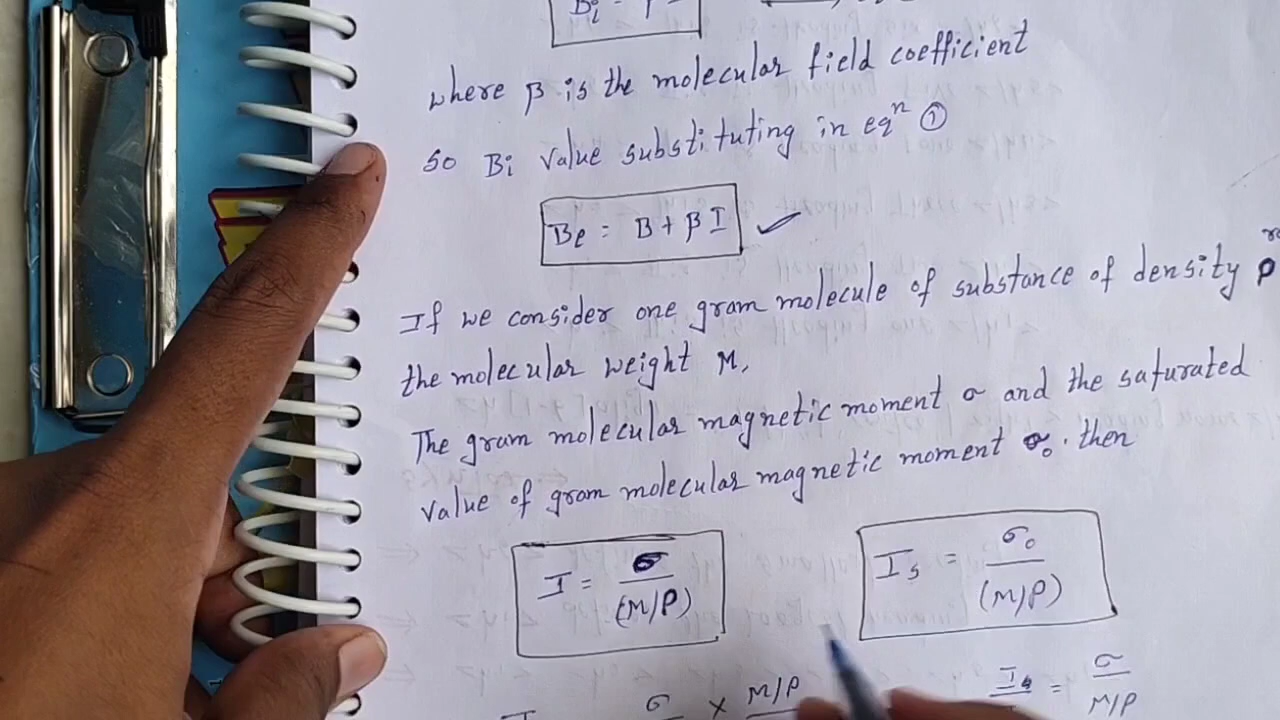 Bi = β I
where β is the molecular field coefficient
so Bi value substituting in eqⁿ ①
Be = B + β I ✓
If we consider one gram molecule of substance of density ρ
the molecular weight M.
The gram molecular magnetic moment σ and the saturated
value of gram molecular magnetic moment σ₀. then
I = σ/(M/ρ) Is = σ₀/(M/ρ)
σ × M/ρ = σ/M/ρ